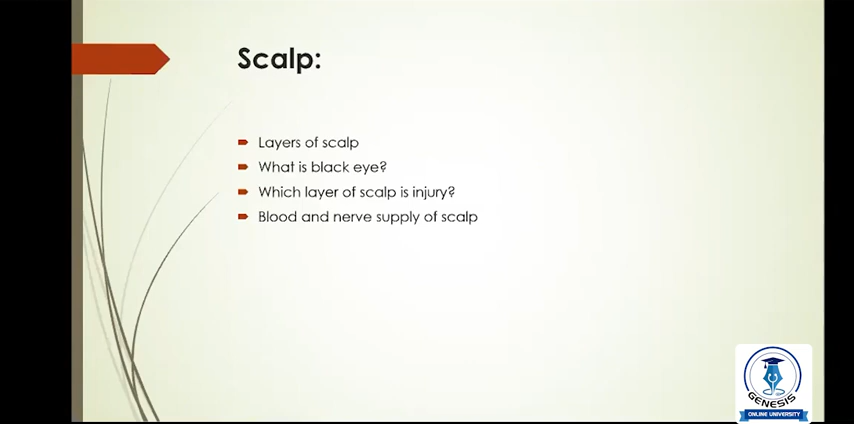 Scalp:
Layers of scalp
What is black eye?
Which layer of scalp is injury?
Blood and nerve supply of scalp
GENESIS
ONLINE UNIVERSITY